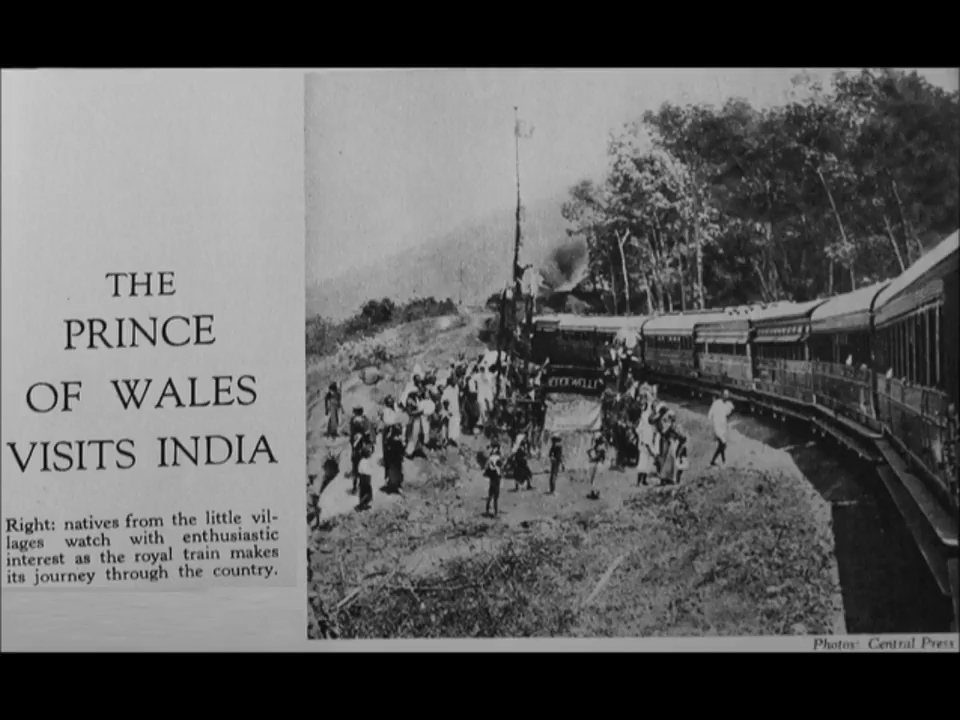 THE
PRINCE
OF WALES
VISITS INDIA
Right: natives from the little vil-
lages watch with enthusiastic
interest as the royal train makes
its journey through the country.
Photos: Central Press